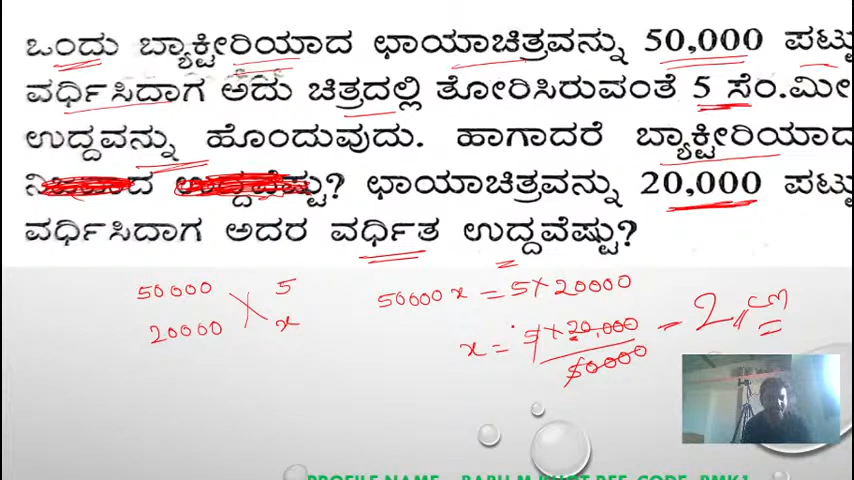 ಒಂದು ಬ್ಯಾಕ್ಟೀರಿಯಾದ ಛಾಯಾಚಿತ್ರವನ್ನು 50,000 ಪಟ್ಟು
ವರ್ಧಿಸಿದಾಗ ಅದು ಚಿತ್ರದಲ್ಲಿ ತೋರಿಸಿರುವಂತೆ 5 ಸೆಂ.ಮೀ
ಉದ್ದವನ್ನು ಹೊಂದುವುದು. ಹಾಗಾದರೆ ಬ್ಯಾಕ್ಟೀರಿಯಾದ
ಉದ್ದವೆಷ್ಟು? ಛಾಯಾಚಿತ್ರವನ್ನು 20,000 ಪಟ್ಟು
ವರ್ಧಿಸಿದಾಗ ಅದರ ವರ್ಧಿತ ಉದ್ದವೆಷ್ಟು?
50000 5 50000x = 5 × 20000
20000 x x = 5 × 20,000 / 50000 = 2